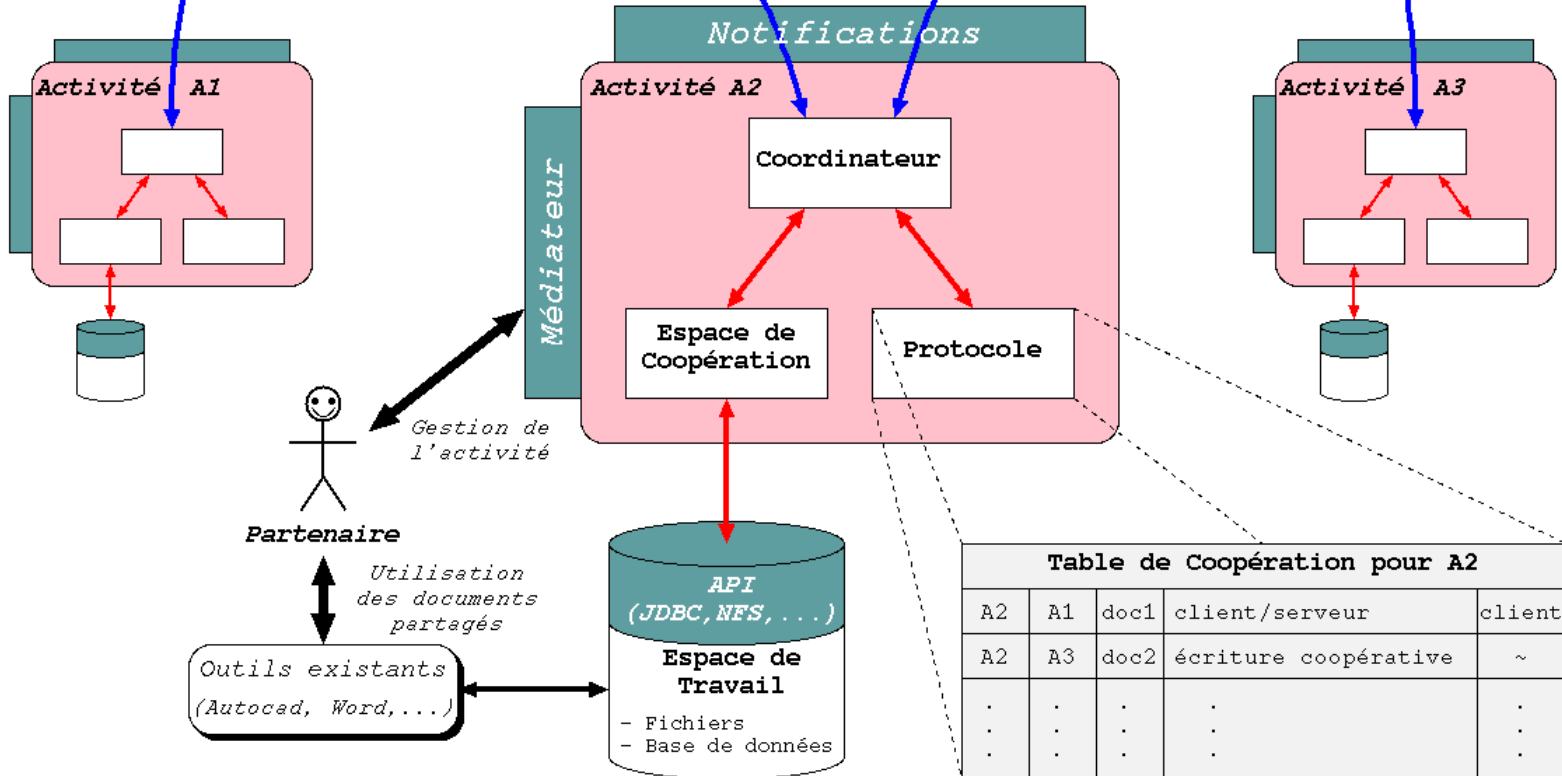 Notifications
Activité A1
Activité A2
Activité A3
Médiateur
Coordinateur
Espace de
Coopération
Protocole
Gestion de
l'activité
Partenaire
Utilisation
des documents
partagés
Outils existants
(Autocad, Word,...)
API
(JDBC,NFS,...)
Espace de
Travail
- Fichiers
- Base de données
Table de Coopération pour A2
A2 A1 doc1 client/serveur client
A2 A3 doc2 écriture coopérative ~
. . . . .
. . . . .
. . . . .